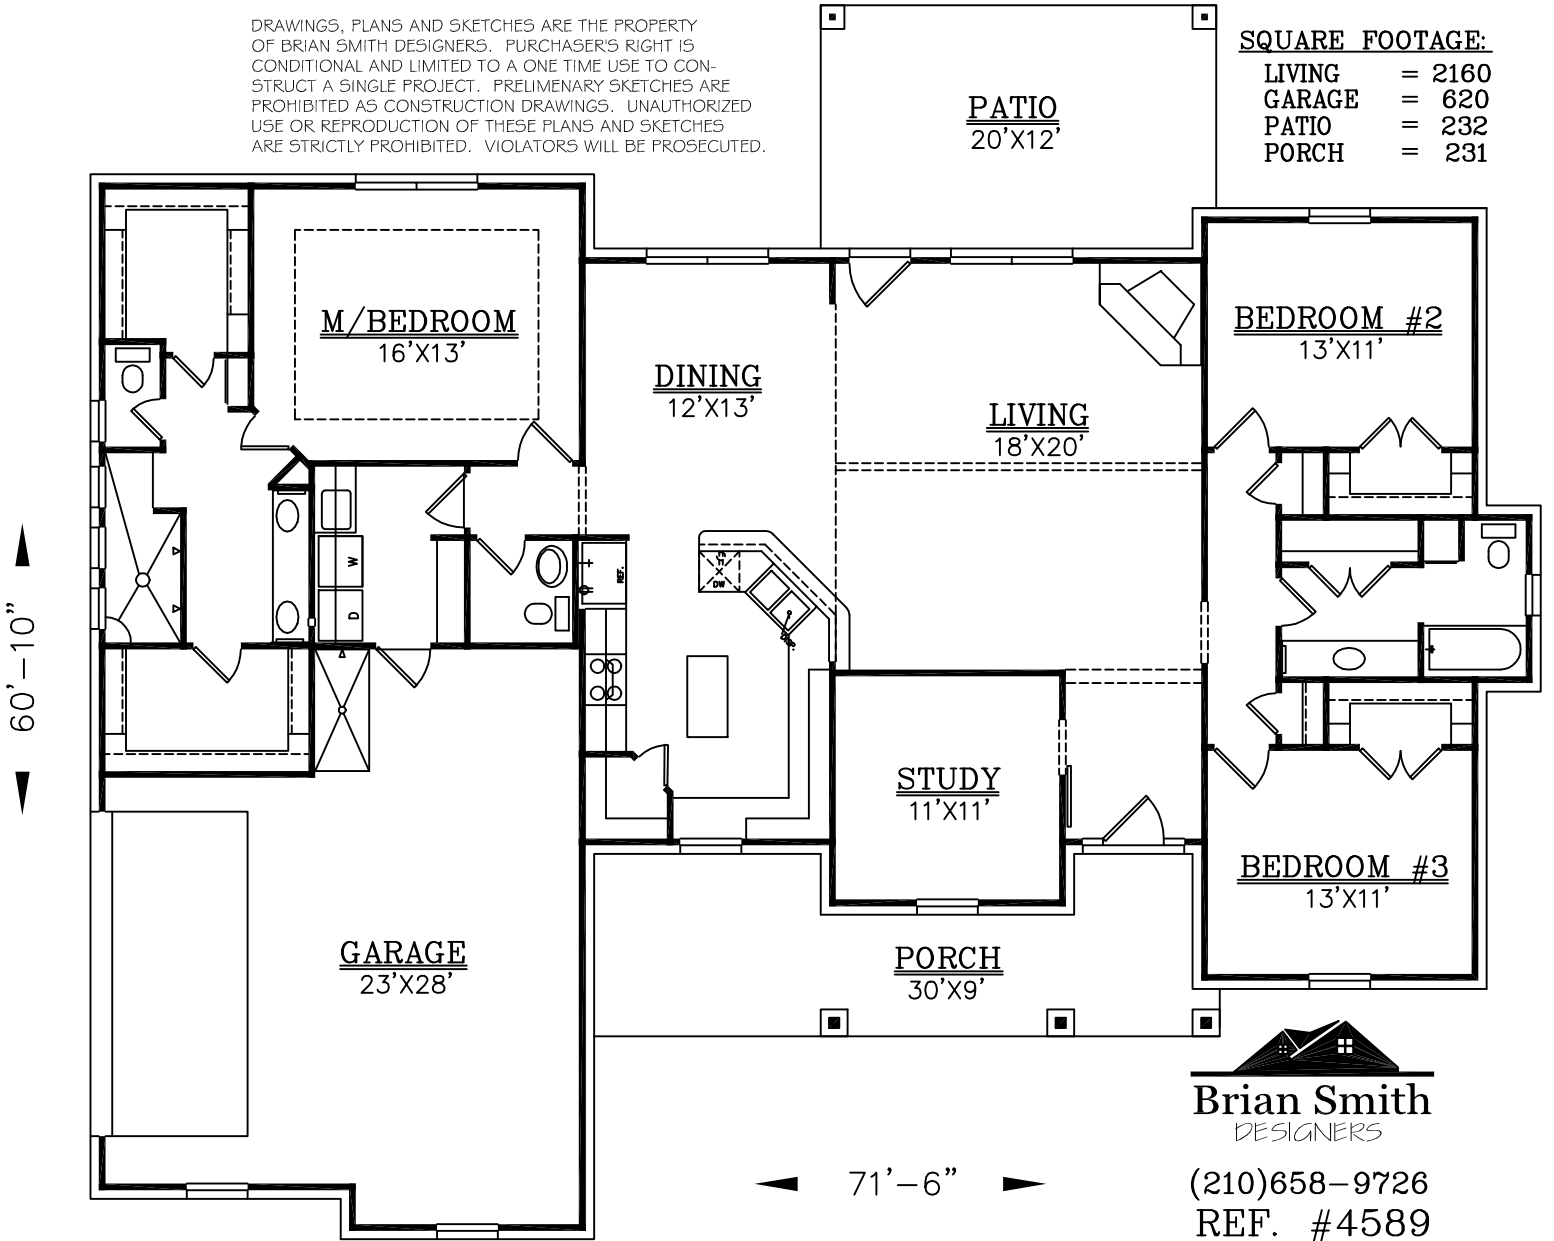 DRAWINGS, PLANS AND SKETCHES ARE THE PROPERTY
OF BRIAN SMITH DESIGNERS. PURCHASER'S RIGHT IS
CONDITIONAL AND LIMITED TO A ONE TIME USE TO CON-
STRUCT A SINGLE PROJECT. PRELIMENARY SKETCHES ARE
PROHIBITED AS CONSTRUCTION DRAWINGS. UNAUTHORIZED
USE OR REPRODUCTION OF THESE PLANS AND SKETCHES
ARE STRICTLY PROHIBITED. VIOLATORS WILL BE PROSECUTED.
SQUARE FOOTAGE:
LIVING = 2160
GARAGE = 620
PATIO = 232
PORCH = 231
PATIO
20'X12'
M/BEDROOM
16'X13'
DINING
12'X13'
LIVING
18'X20'
BEDROOM #2
13'X11'
W
D
REF.
DW
60'-10"
STUDY
11'X11'
BEDROOM #3
13'X11'
GARAGE
23'X28'
PORCH
30'X9'
71'-6"
Brian Smith
DESIGNERS
(210)658-9726
REF. #4589